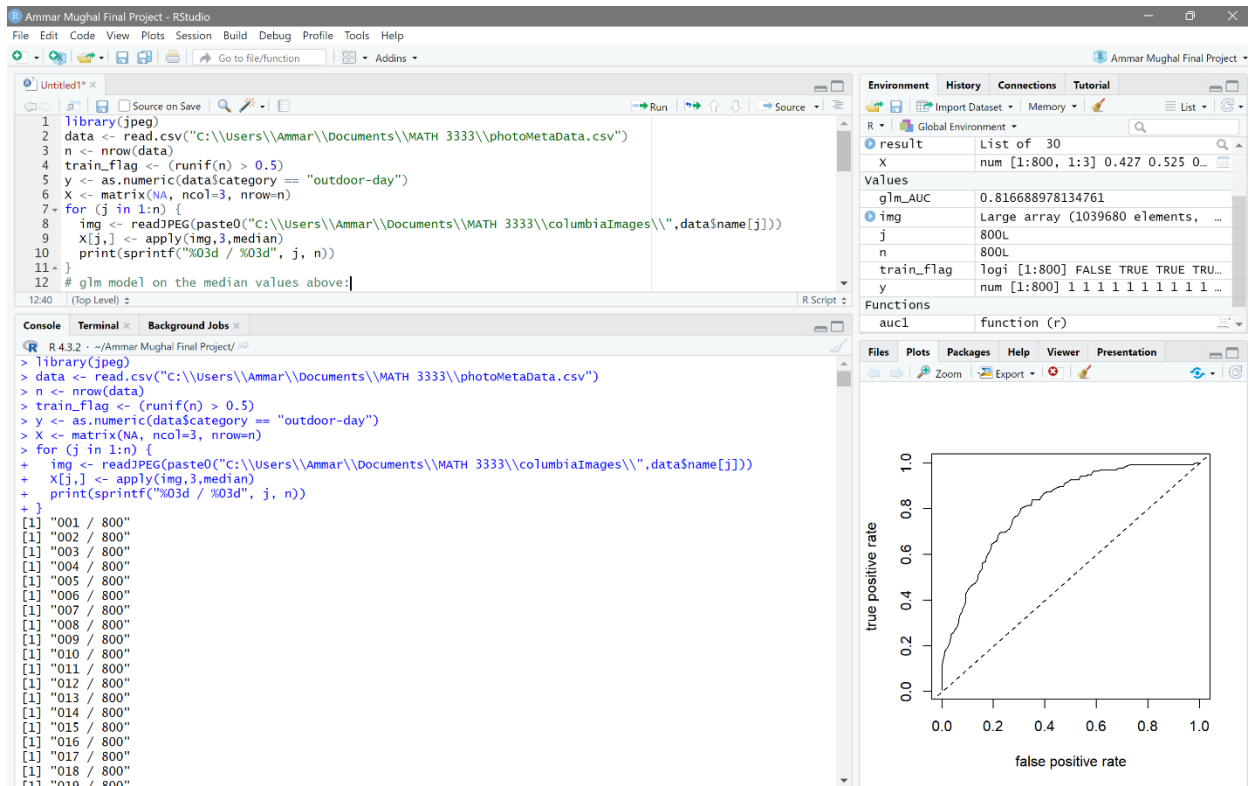 Ammar Mughal Final Project - RStudio
File Edit Code View Plots Session Build Debug Profile Tools Help
Go to file/function
Addins
Ammar Mughal Final Project
Untitled1*
Source on Save
Run
Source
1 library(jpeg)
2 data <- read.csv("C:\\Users\\Ammar\\Documents\\MATH 3333\\photoMetaData.csv")
3 n <- nrow(data)
4 train_flag <- (runif(n) > 0.5)
5 y <- as.numeric(data$category == "outdoor-day")
6 X <- matrix(NA, ncol=3, nrow=n)
7 for (j in 1:n) {
8 img <- readJPEG(paste0("C:\\Users\\Ammar\\Documents\\MATH 3333\\columbiaImages\\",data$name[j]))
9 X[j,] <- apply(img,3,median)
10 print(sprintf("%03d / %03d", j, n))
11 }
12 # glm model on the median values above:
12:40 (Top Level) R Script
Console Terminal Background Jobs
R 4.3.2 · ~/Ammar Mughal Final Project/
> library(jpeg)
> data <- read.csv("C:\\Users\\Ammar\\Documents\\MATH 3333\\photoMetaData.csv")
> n <- nrow(data)
> train_flag <- (runif(n) > 0.5)
> y <- as.numeric(data$category == "outdoor-day")
> X <- matrix(NA, ncol=3, nrow=n)
> for (j in 1:n) {
+ img <- readJPEG(paste0("C:\\Users\\Ammar\\Documents\\MATH 3333\\columbiaImages\\",data$name[j]))
+ X[j,] <- apply(img,3,median)
+ print(sprintf("%03d / %03d", j, n))
+ }
[1] "001 / 800"
[1] "002 / 800"
[1] "003 / 800"
[1] "004 / 800"
[1] "005 / 800"
[1] "006 / 800"
[1] "007 / 800"
[1] "008 / 800"
[1] "009 / 800"
[1] "010 / 800"
[1] "011 / 800"
[1] "012 / 800"
[1] "013 / 800"
[1] "014 / 800"
[1] "015 / 800"
[1] "016 / 800"
[1] "017 / 800"
[1] "018 / 800"
[1] "019 / 800"
Environment History Connections Tutorial
Import Dataset Memory List
R Global Environment
result List of 30
X num [1:800, 1:3] 0.427 0.525 0…
Values
glm_AUC 0.816688978134761
img Large array (1039680 elements, …
j 800L
n 800L
train_flag logi [1:800] FALSE TRUE TRUE TRU…
y num [1:800] 1 1 1 1 1 1 1 1 1 1 …
Functions
auc1 function (r)
Files Plots Packages Help Viewer Presentation
Zoom Export
true positive rate
1.0
0.8
0.6
0.4
0.2
0.0
0.0 0.2 0.4 0.6 0.8 1.0
false positive rate